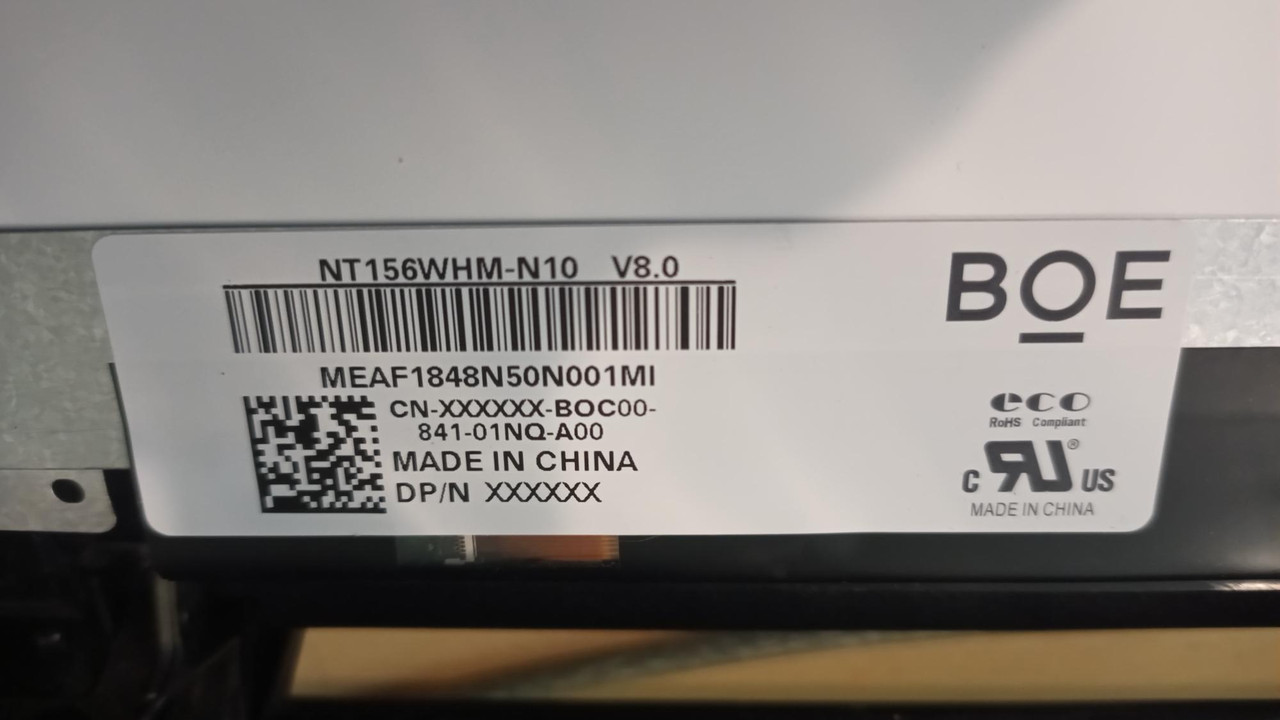 NT156WHM-N10 V8.0
MEAF1848N50N001MI
CN-XXXXXX-BOC00-
841-01NQ-A00
MADE IN CHINA
DP/N XXXXXX
BOE
eco
RoHS Compliant
c RU® US
MADE IN CHINA